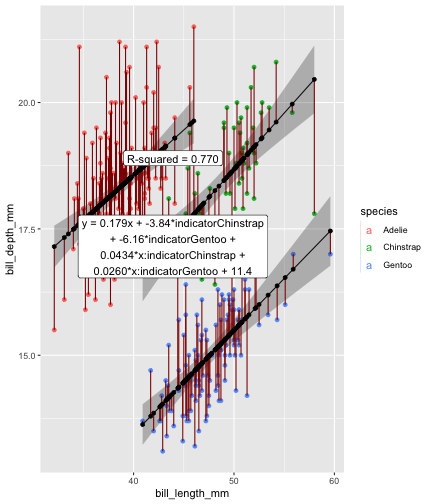 20.0
17.5
15.0
bill_depth_mm
R-squared = 0.770
y = 0.179x + -3.84*indicatorChinstrap
+ -6.16*indicatorGentoo +
0.0434*x:indicatorChinstrap +
0.0260*x:indicatorGentoo + 11.4
40
50
60
bill_length_mm
species
a Adelie
a Chinstrap
a Gentoo